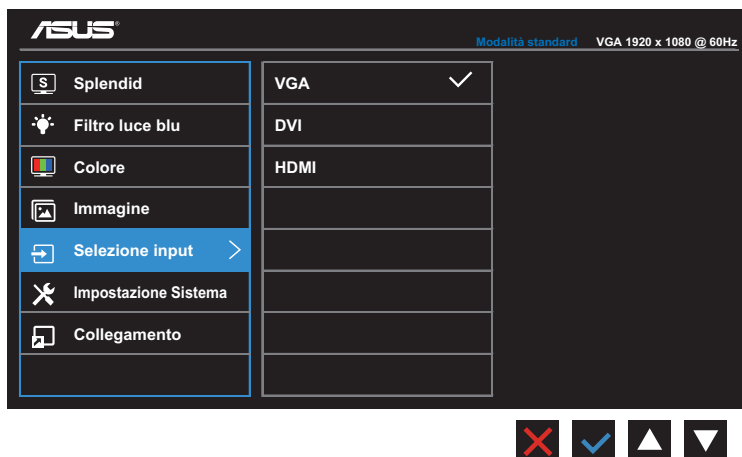 ASUS
Modalità standard VGA 1920 x 1080 @ 60Hz
S Splendid
Filtro luce blu
Colore
Immagine
Selezione input
Impostazione Sistema
Collegamento
VGA
DVI
HDMI